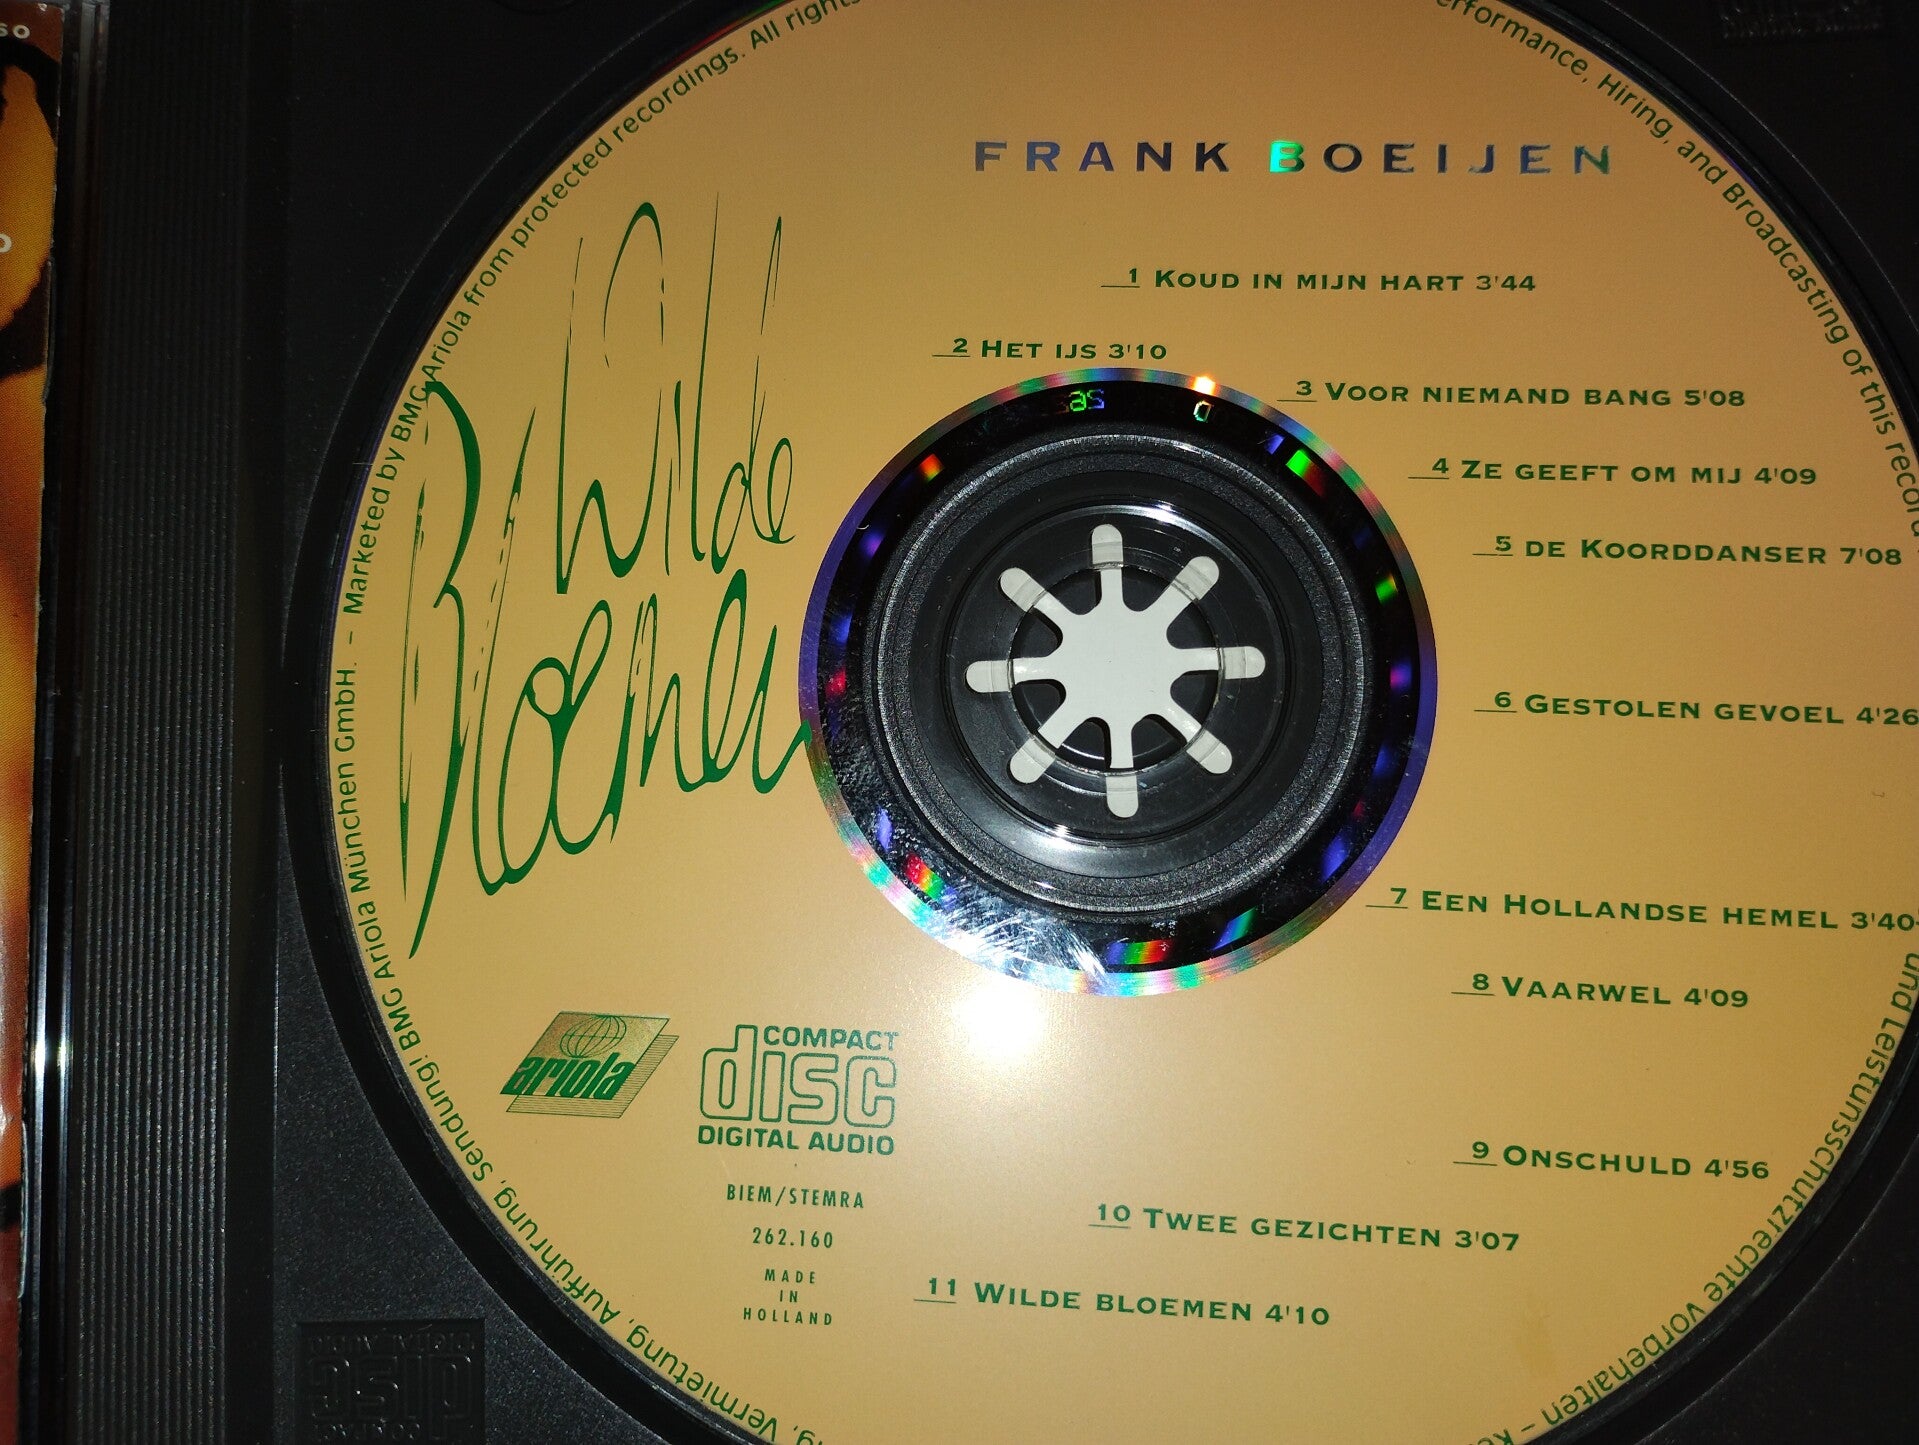 FRANK BOEIJEN
Wilde
Bloemen
1 KOUD IN MIJN HART 3'44
2 HET IJS 3'10
3 VOOR NIEMAND BANG 5'08
4 ZE GEEFT OM MIJ 4'09
5 DE KOORDDANSER 7'08
6 GESTOLEN GEVOEL 4'26
7 EEN HOLLANDSE HEMEL 3'40
8 VAARWEL 4'09
9 ONSCHULD 4'56
10 TWEE GEZICHTEN 3'07
11 WILDE BLOEMEN 4'10
ariola
COMPACT
disc
DIGITAL AUDIO
BIEM/STEMRA
262.160
MADE
IN
HOLLAND
Vermietung, Aufführung, Sendung! BMC Ariola München GmbH. – Marketed by BMG Ariola from protected recordings. All rights
Performance, Hiring, and Broadcasting of this record
und Leistungsschutzrechte vorbehalten –